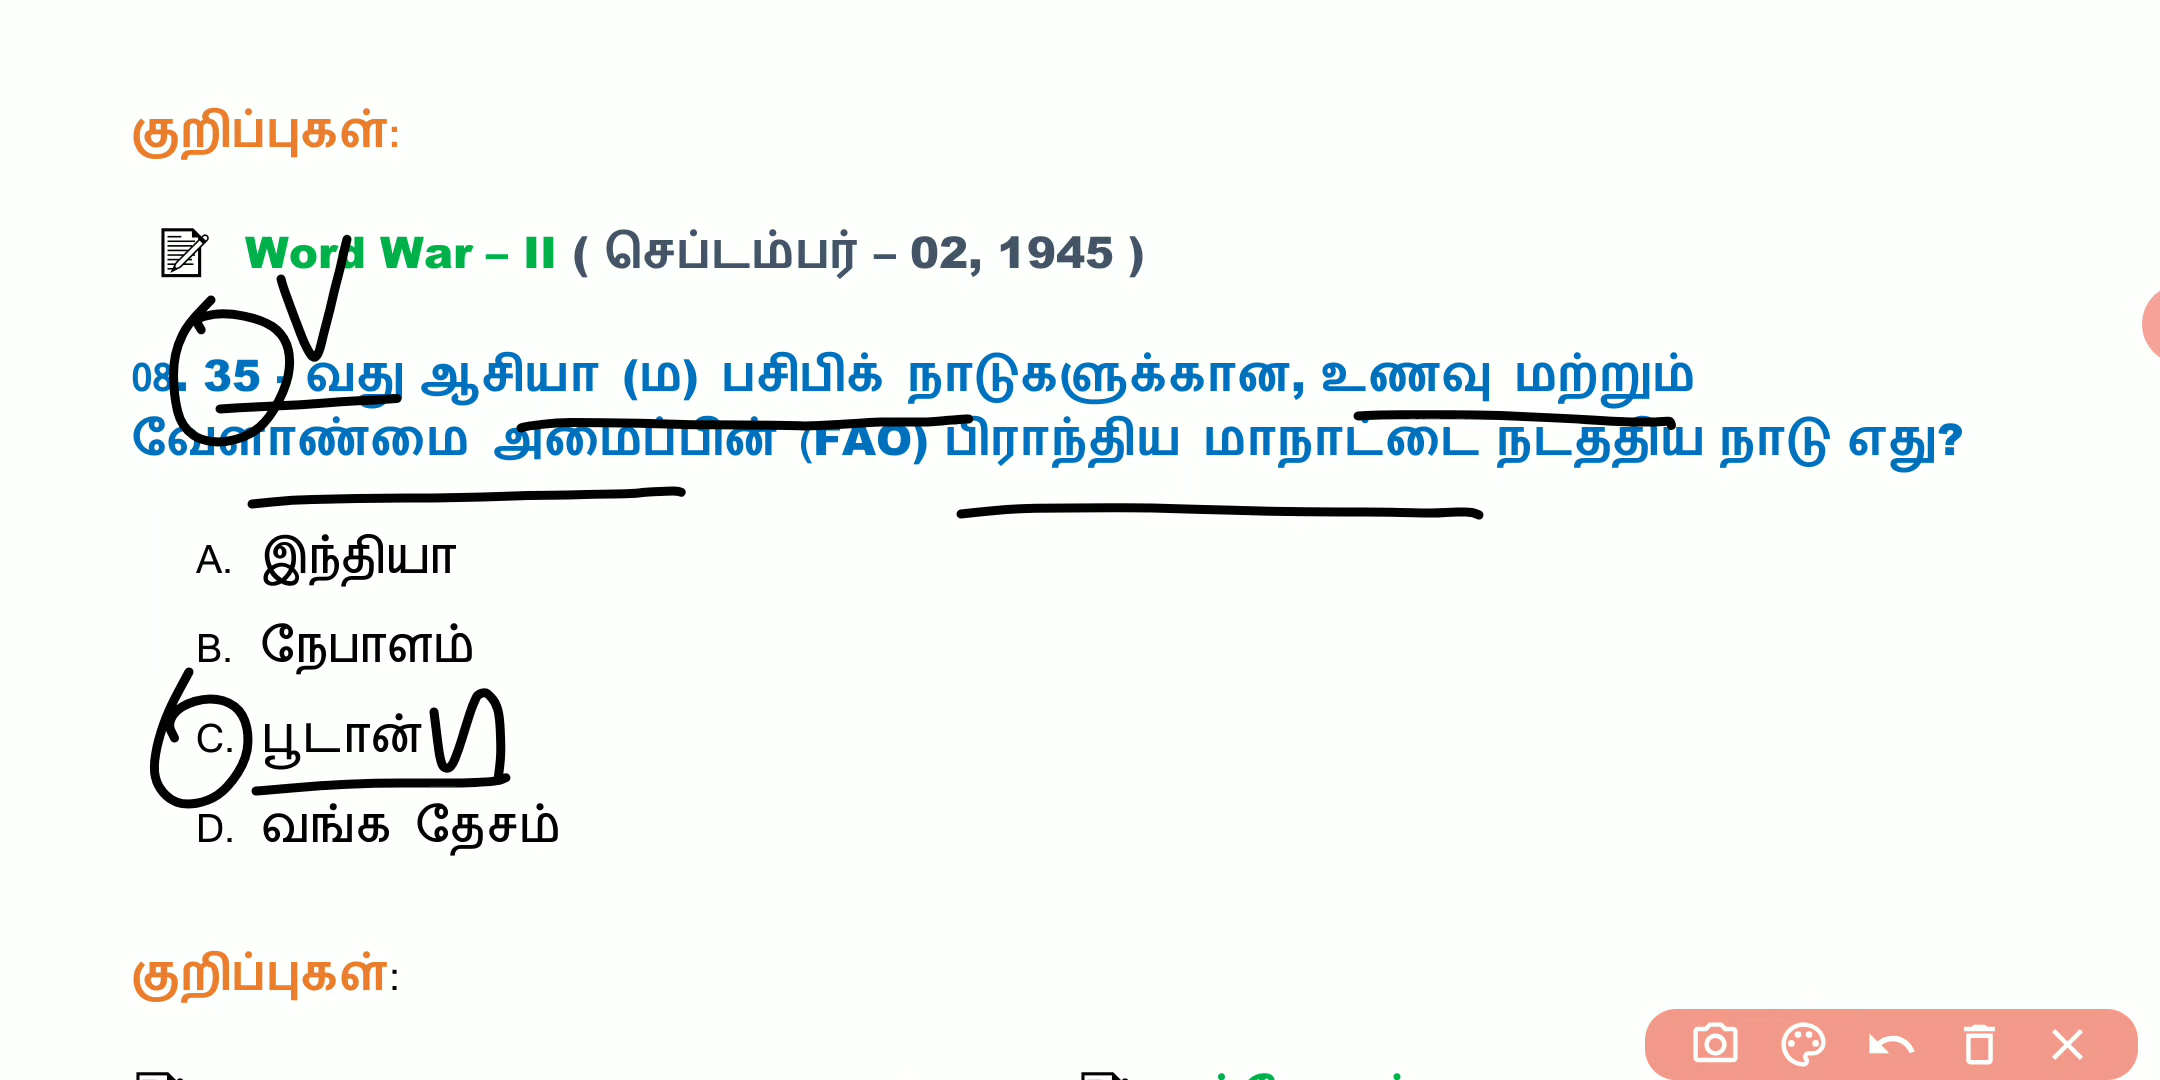 குறிப்புகள்:
Word War – II ( செப்டம்பர் – 02, 1945 )
08. 35 - வது ஆசியா (ம) பசிபிக் நாடுகளுக்கான, உணவு மற்றும்
வேளாண்மை அமைப்பின் (FAO) பிராந்திய மாநாட்டை நடத்திய நாடு எது?
A. இந்தியா
B. நேபாளம்
C. பூடான்
D. வங்க தேசம்
குறிப்புகள்: